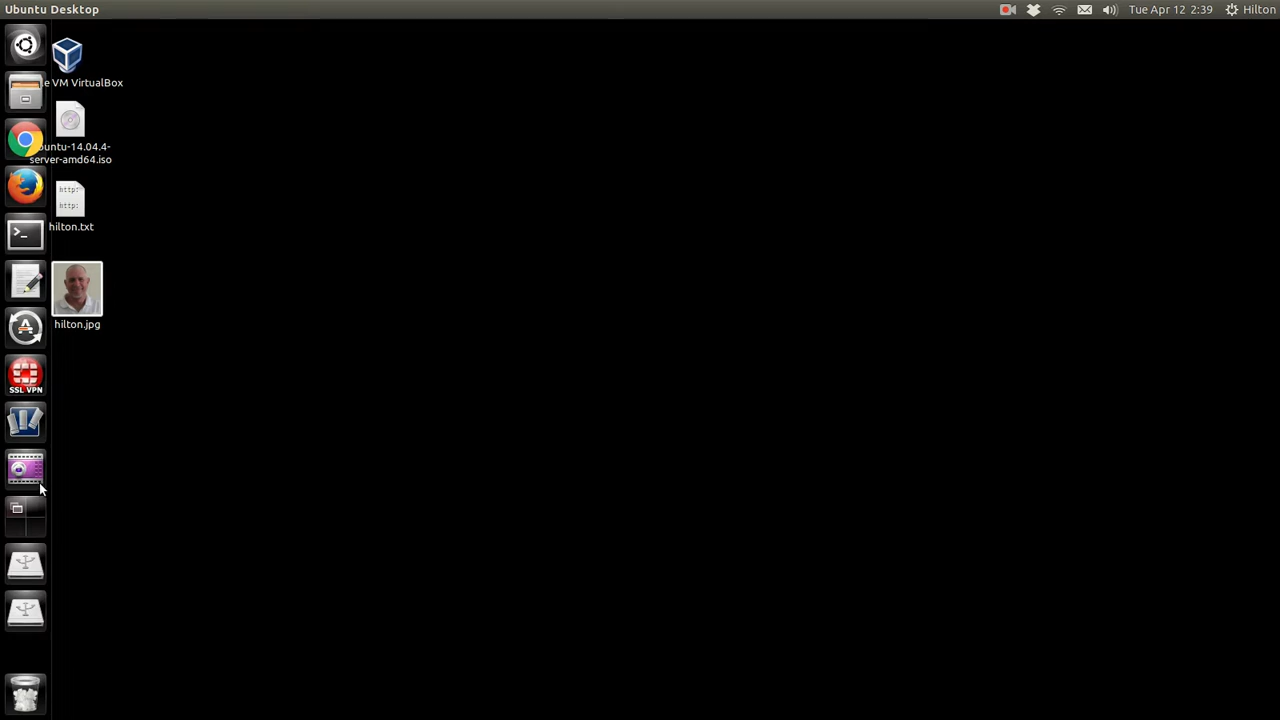 Ubuntu Desktop
Tue Apr 12 2:39
Hilton
le VM VirtualBox
buntu-14.04.4-
server-amd64.iso
http:
http:
hilton.txt
>_
A
SSL VPN
hilton.jpg